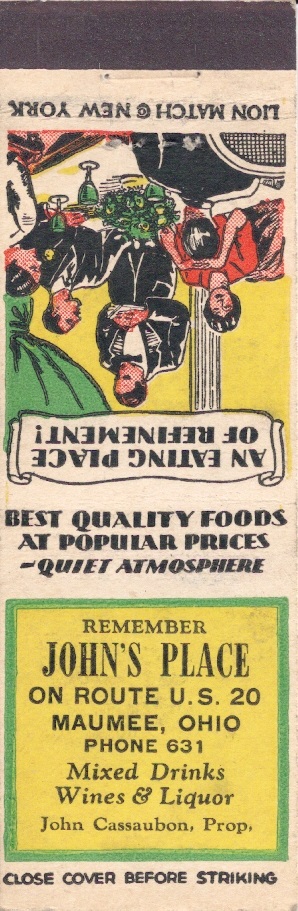 LION MATCH © NEW YORK
AN EATING PLACE
OF REFINEMENT!
BEST QUALITY FOODS
AT POPULAR PRICES
-QUIET ATMOSPHERE
REMEMBER
JOHN'S PLACE
ON ROUTE U.S. 20
MAUMEE, OHIO
PHONE 631
Mixed Drinks
Wines & Liquor
John Cassaubon, Prop.
CLOSE COVER BEFORE STRIKING